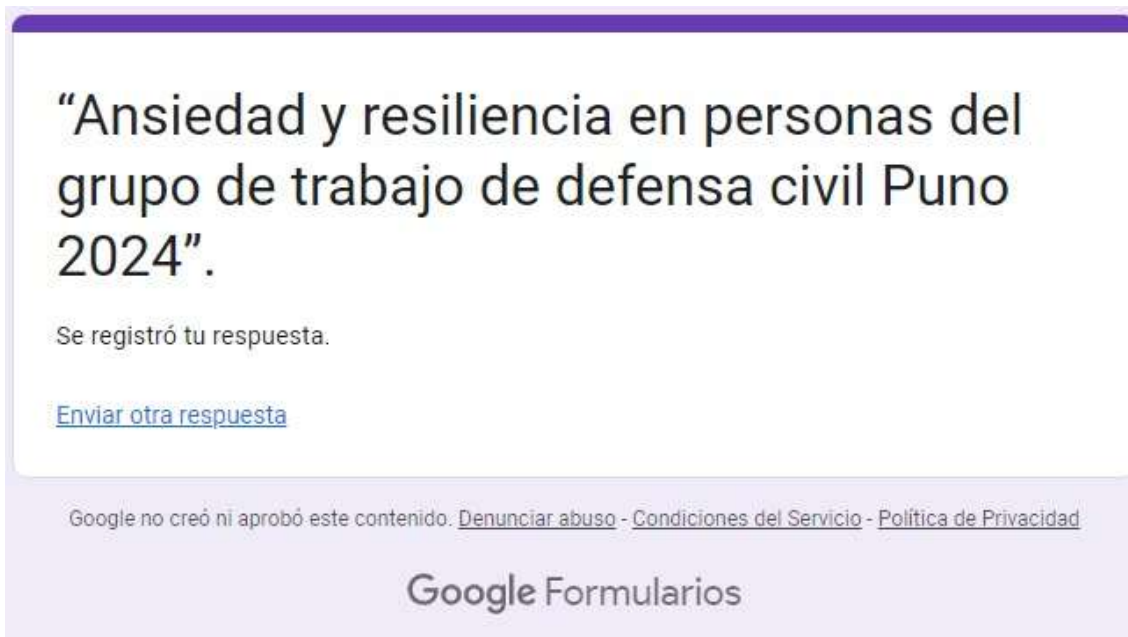 “Ansiedad y resiliencia en personas del
grupo de trabajo de defensa civil Puno
2024”.
Se registró tu respuesta.
Enviar otra respuesta
Google no creó ni aprobó este contenido. Denunciar abuso - Condiciones del Servicio - Política de Privacidad
Google Formularios